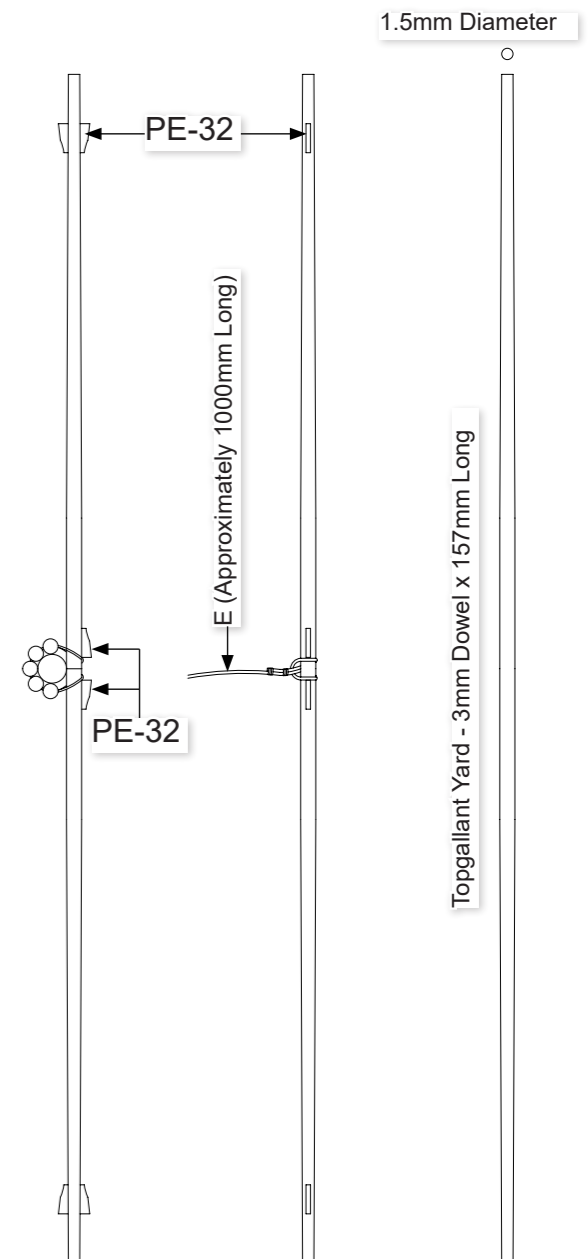 1.5mm Diameter
PE-32
E (Approximately 1000mm Long)
Topgallant Yard - 3mm Dowel x 157mm Long
PE-32